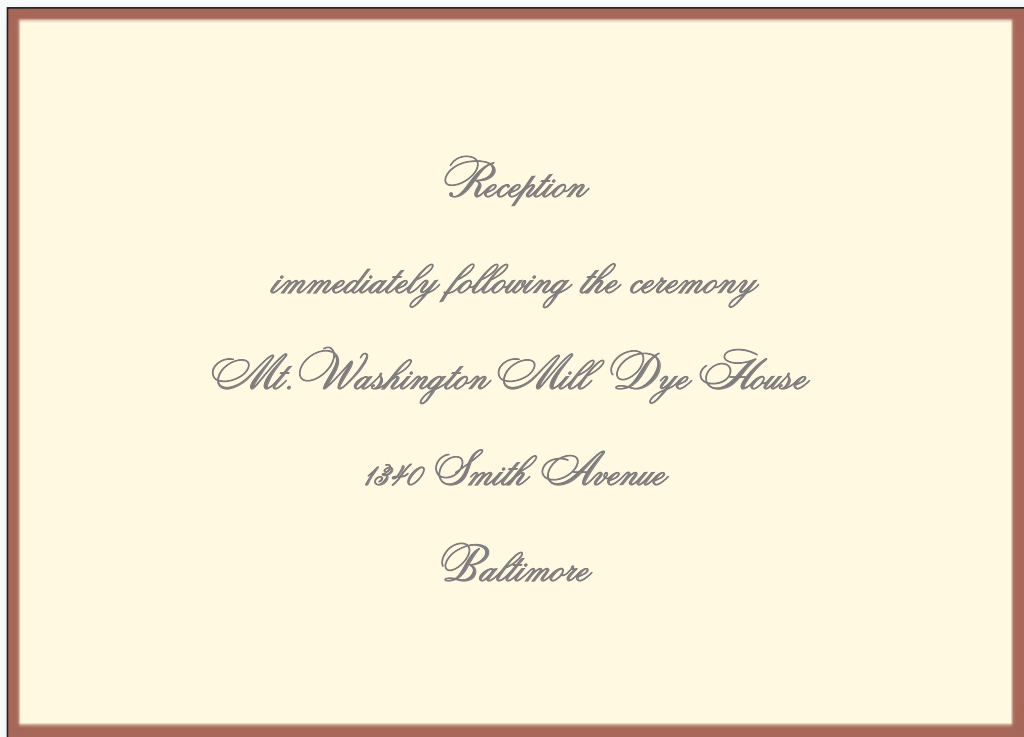 Reception
immediately following the ceremony
Mt. Washington Mill Dye House
1340 Smith Avenue
Baltimore